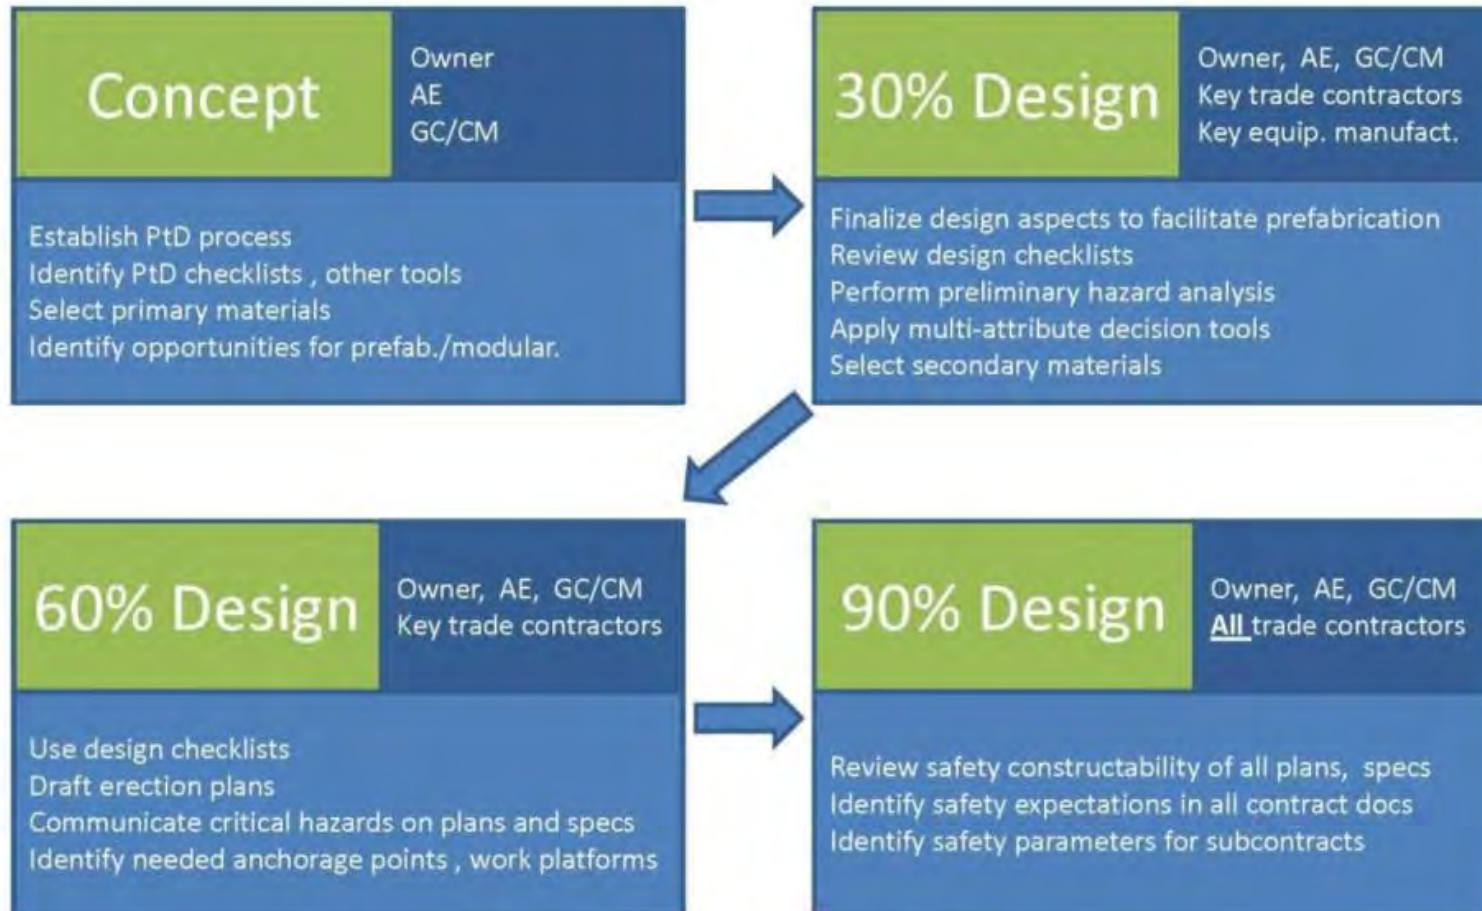 Concept
Owner
AE
GC/CM
Establish PtD process
Identify PtD checklists , other tools
Select primary materials
Identify opportunities for prefab./modular.
30% Design
Owner, AE, GC/CM
Key trade contractors
Key equip. manufact.
Finalize design aspects to facilitate prefabrication
Review design checklists
Perform preliminary hazard analysis
Apply multi-attribute decision tools
Select secondary materials
60% Design
Owner, AE, GC/CM
Key trade contractors
Use design checklists
Draft erection plans
Communicate critical hazards on plans and specs
Identify needed anchorage points , work platforms
90% Design
Owner, AE, GC/CM
All trade contractors
Review safety constructability of all plans, specs
Identify safety expectations in all contract docs
Identify safety parameters for subcontracts